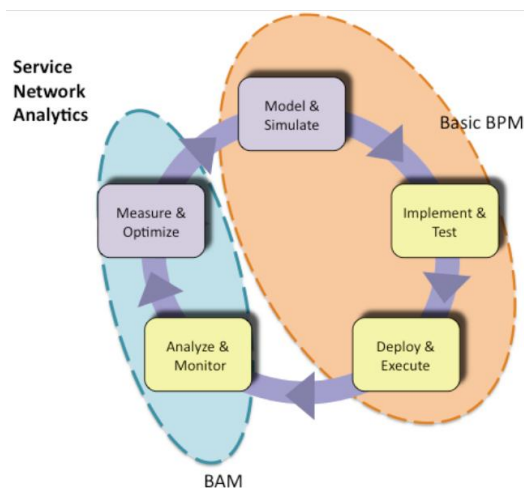 Service
Network
Analytics
Model &
Simulate
Basic BPM
Measure &
Optimize
Implement &
Test
Analyze &
Monitor
Deploy &
Execute
BAM